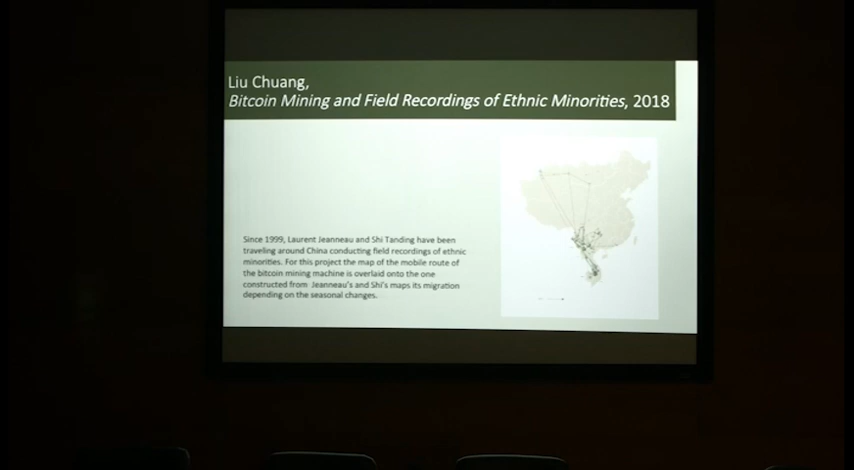 Liu Chuang,
Bitcoin Mining and Field Recordings of Ethnic Minorities, 2018
Since 1999, Laurent Jeanneau and Shi Tanding have been
traveling around China conducting field recordings of ethnic
minorities. For this project the map of the mobile route of
the bitcoin mining machine is overlaid onto the one
constructed from Jeanneau's and Shi's maps its migration
depending on the seasonal changes.